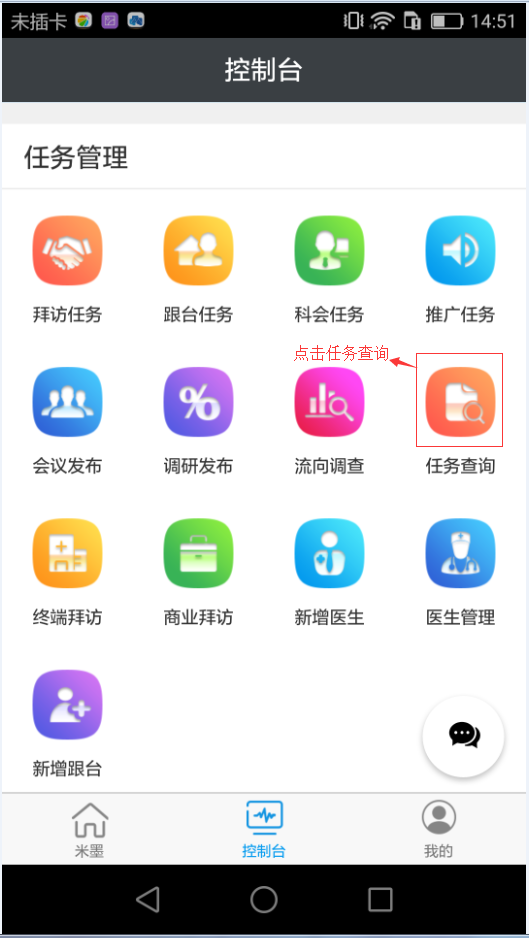 未插卡 14:51
控制台
任务管理
拜访任务 跟台任务 科会任务 推广任务
点击任务查询
会议发布 调研发布 流向调查 任务查询
终端拜访 商业拜访 新增医生 医生管理
新增跟台
米墨 控制台 我的